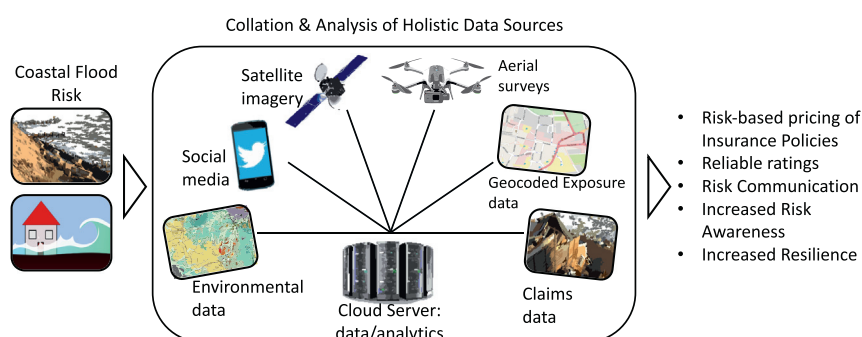 Collation & Analysis of Holistic Data Sources
Coastal Flood
Risk
Satellite
imagery
Aerial
surveys
Social
media
Geocoded Exposure
data
Environmental
data
Cloud Server:
data/analytics
Claims
data
• Risk-based pricing of
Insurance Policies
• Reliable ratings
• Risk Communication
• Increased Risk
Awareness
• Increased Resilience